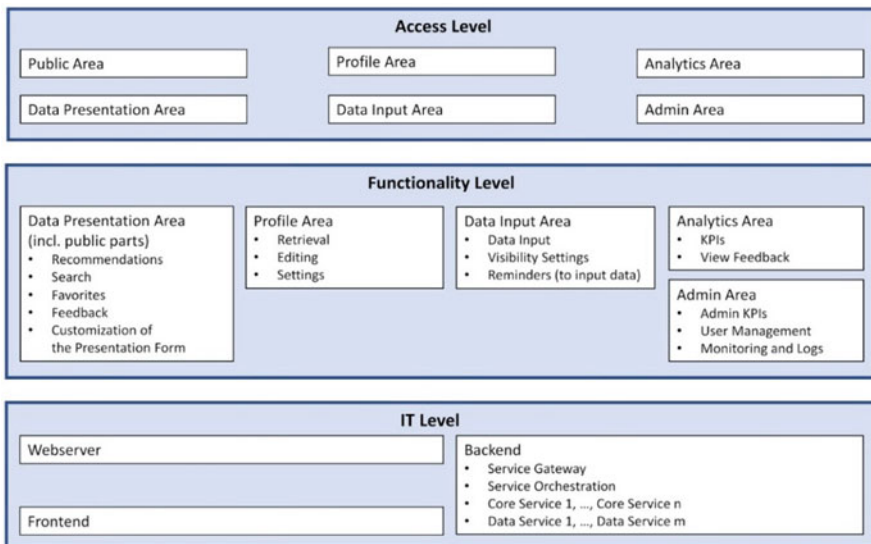 Access Level
Public Area
Profile Area
Analytics Area
Data Presentation Area
Data Input Area
Admin Area
Functionality Level
Data Presentation Area
(incl. public parts)
• Recommendations
• Search
• Favorites
• Feedback
• Customization of
the Presentation Form
Profile Area
• Retrieval
• Editing
• Settings
Data Input Area
• Data Input
• Visibility Settings
• Reminders (to input data)
Analytics Area
• KPIs
• View Feedback
Admin Area
• Admin KPIs
• User Management
• Monitoring and Logs
IT Level
Webserver
Frontend
Backend
• Service Gateway
• Service Orchestration
• Core Service 1, ..., Core Service n
• Data Service 1, ..., Data Service m